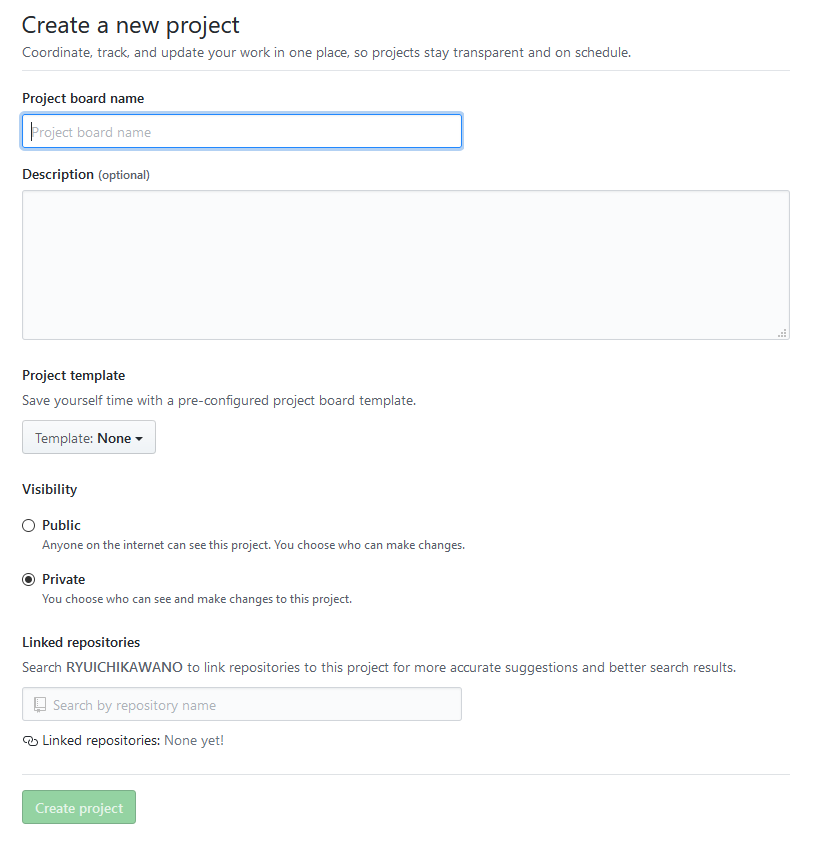 Create a new project
Coordinate, track, and update your work in one place, so projects stay transparent and on schedule.
Project board name
Project board name
Description (optional)
Project template
Save yourself time with a pre-configured project board template.
Template: None
Visibility
Public
Anyone on the internet can see this project. You choose who can make changes.
Private
You choose who can see and make changes to this project.
Linked repositories
Search RYUICHIKAWANO to link repositories to this project for more accurate suggestions and better search results.
Search by repository name
Linked repositories: None yet!
Create project